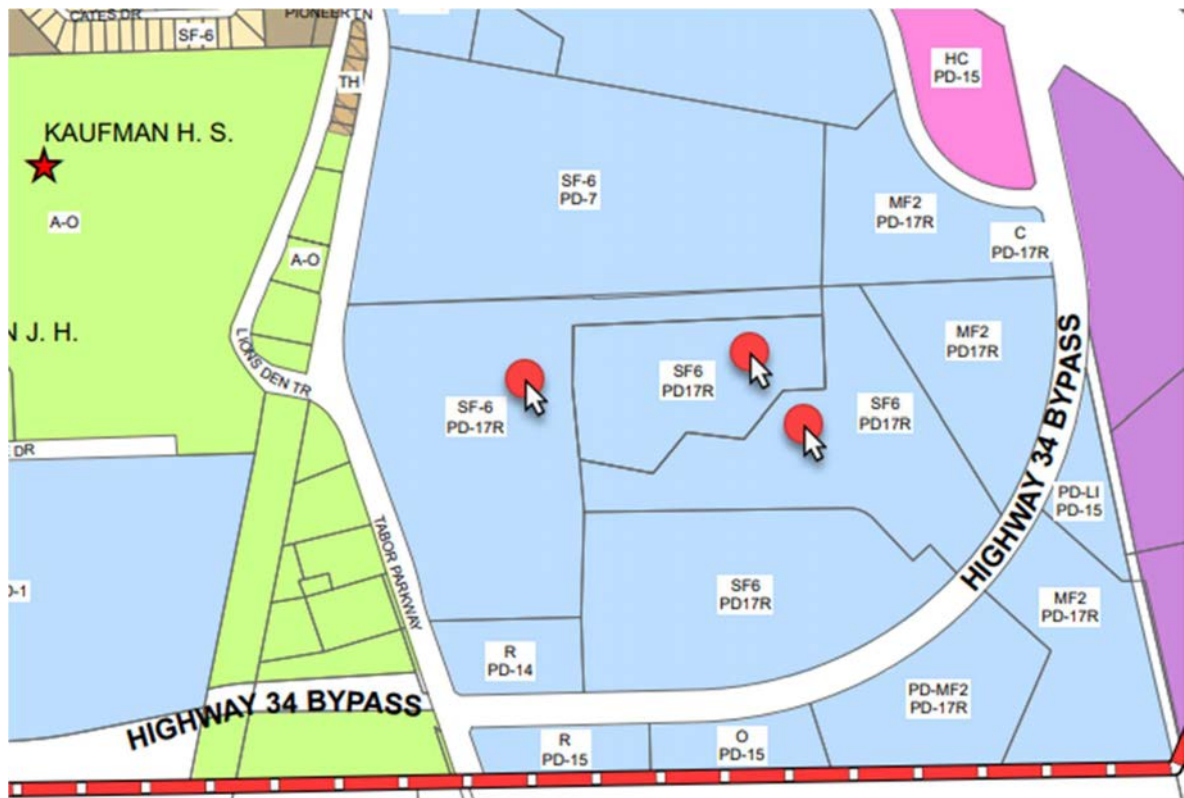 CATES DR
PIONEER LN
SF-6
TH
HC
PD-15
KAUFMAN H. S.
A-O
SF-6
PD-7
MF2
PD-17R
C
PD-17R
A-O
N J. H.
LIONS DEN TR
MF2
PD17R
SF6
PD17R
SF-6
PD-17R
SF6
PD17R
DR
HIGHWAY 34 BYPASS
PD-LI
PD-15
TABOR PARKWAY
SF6
PD17R
MF2
PD-17R
D-1
R
PD-14
PD-MF2
PD-17R
HIGHWAY 34 BYPASS
R
PD-15
O
PD-15